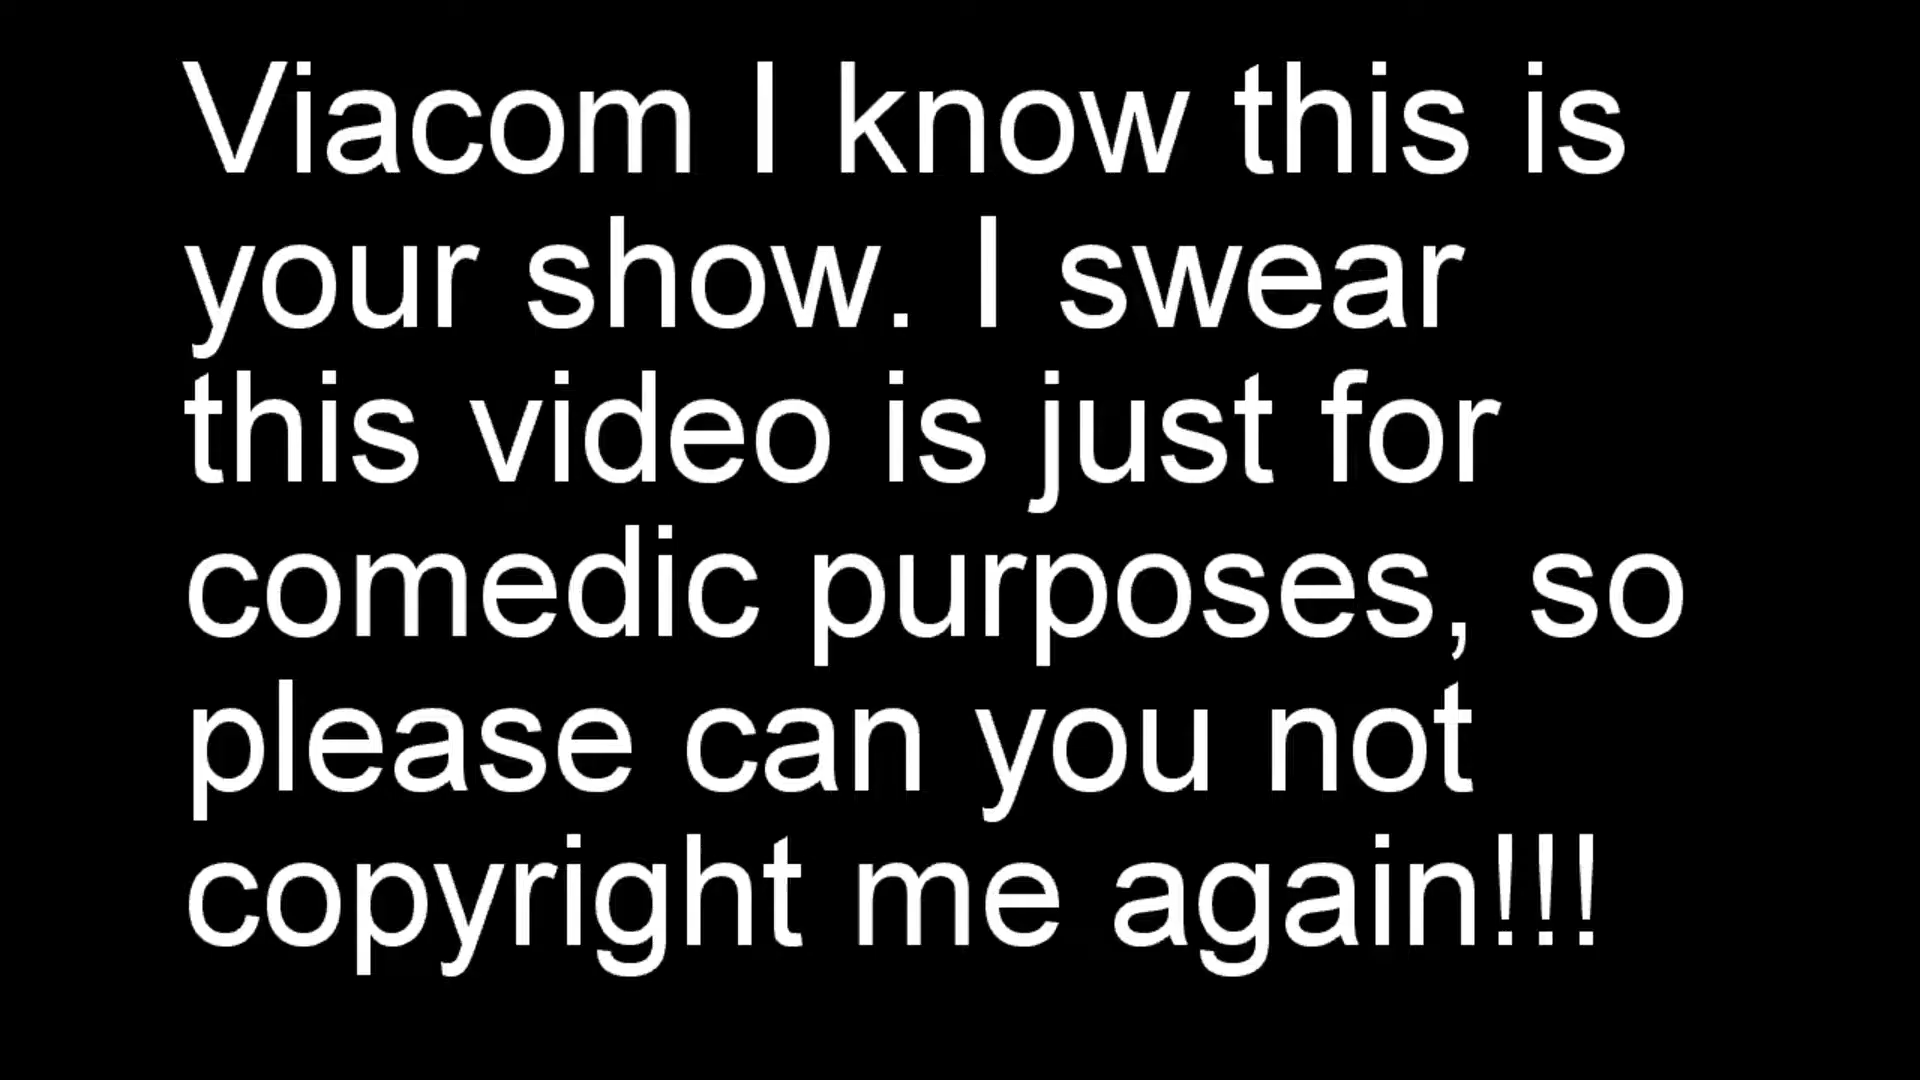 Viacom I know this is
your show. I swear
this video is just for
comedic purposes, so
please can you not
copyright me again!!!